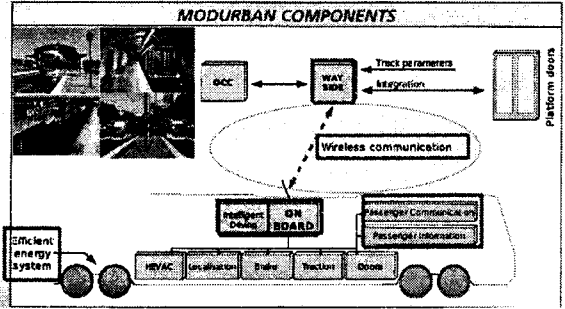 MODURBAN COMPONENTS
OCC
WAY
SIDE
Track parameters
Integration
Platform doors
Wireless communication
Intelligent
Driving
ON
BOARD
Passenger Communication
Passenger Information
Efficient
energy
system
HEVAC
Localisation
Brake
Traction
Doors